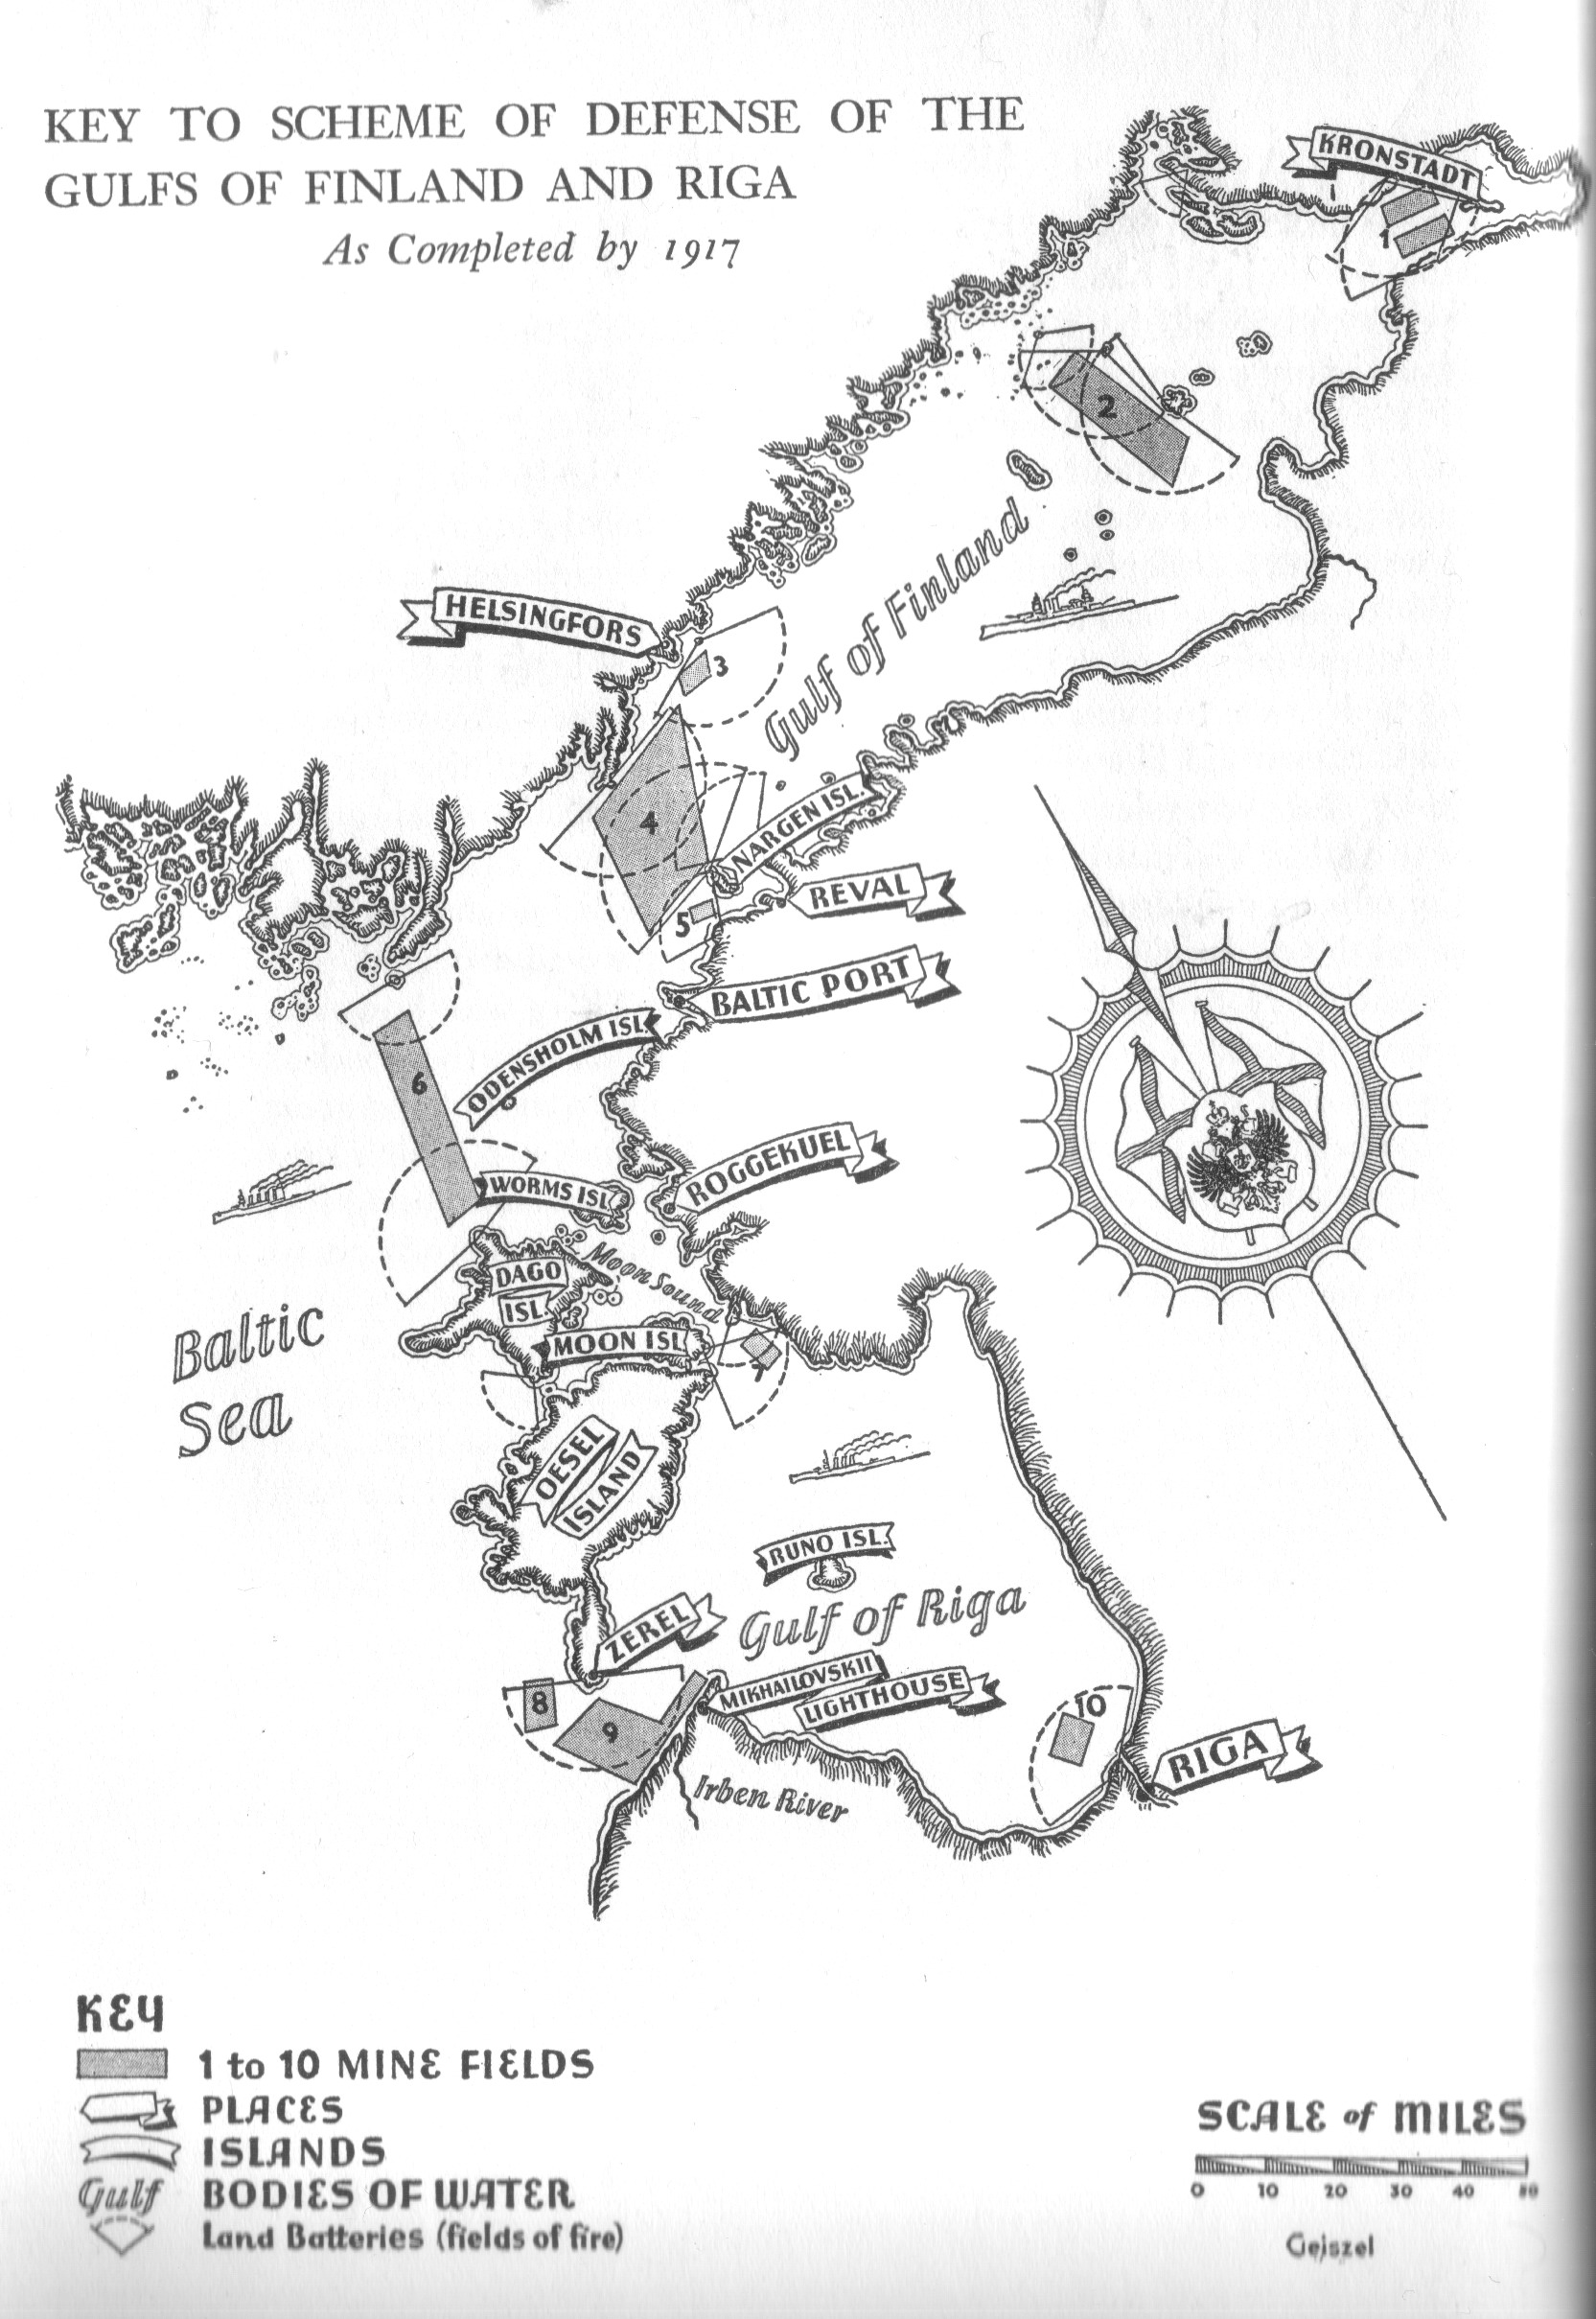 KEY TO SCHEME OF DEFENSE OF THE
GULFS OF FINLAND AND RIGA
As Completed by 1917
KRONSTADT
1
2
Gulf of Finland
HELSINGFORS
3
4
NARGEN ISL.
5
REVAL
BALTIC PORT
ODENSHOLM ISL.
6
ROGGEKUEL
WORMS ISL
Moon Sound
DAGO
ISL.
MOON ISL
7
Baltic
Sea
OESEL
ISLAND
RUNO ISL.
Gulf of Riga
ZEREL
MIKHAILOVSKII
LIGHTHOUSE
8
9
10
RIGA
Irben River
KEY
1 to 10 MINE FIELDS
PLACES
ISLANDS
Gulf BODIES OF WATER
Land Batteries (fields of fire)
SCALE of MILES
0 10 20 30 40
Geiszel